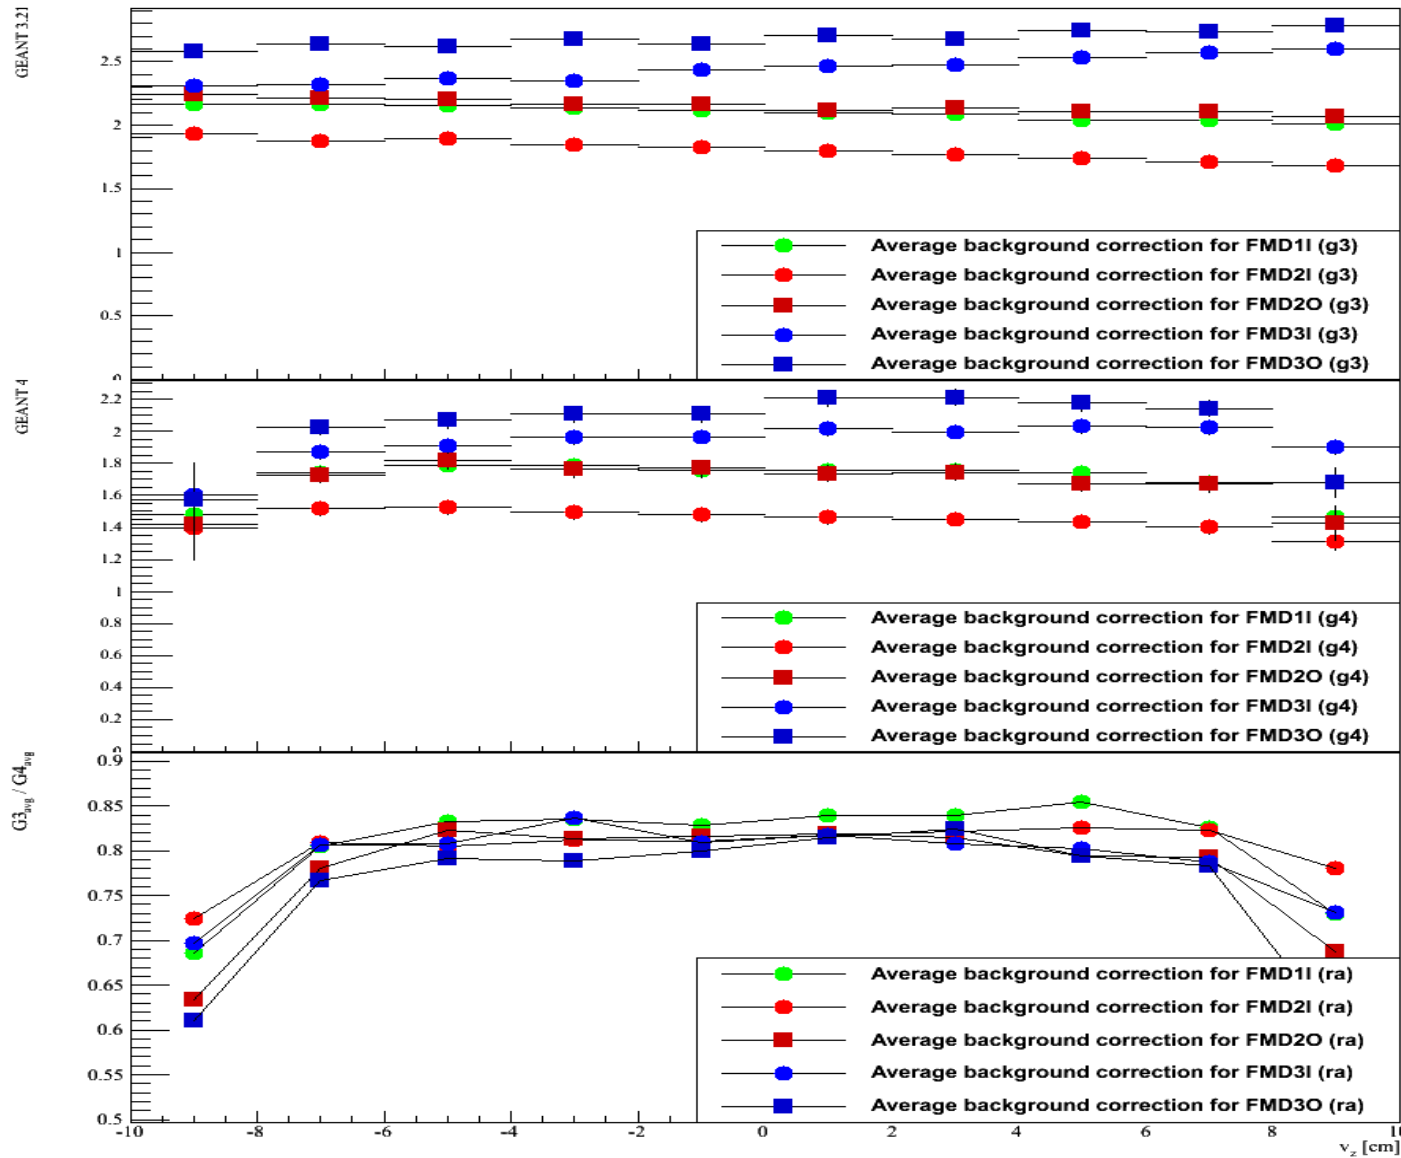 GEANT 3.21
2.5
2
1.5
1
0.5
0
Average background correction for FMD1I (g3)
Average background correction for FMD2I (g3)
Average background correction for FMD2O (g3)
Average background correction for FMD3I (g3)
Average background correction for FMD3O (g3)
GEANT 4
2.2
2
1.8
1.6
1.4
1.2
1
0.8
0.6
0.4
0.2
0
Average background correction for FMD1I (g4)
Average background correction for FMD2I (g4)
Average background correction for FMD2O (g4)
Average background correction for FMD3I (g4)
Average background correction for FMD3O (g4)
G3avg / G4avg
0.9
0.85
0.8
0.75
0.7
0.65
0.6
0.55
0.5
Average background correction for FMD1I (ra)
Average background correction for FMD2I (ra)
Average background correction for FMD2O (ra)
Average background correction for FMD3I (ra)
Average background correction for FMD3O (ra)
-10 -8 -6 -4 -2 0 2 4 6 8 10
vz [cm]